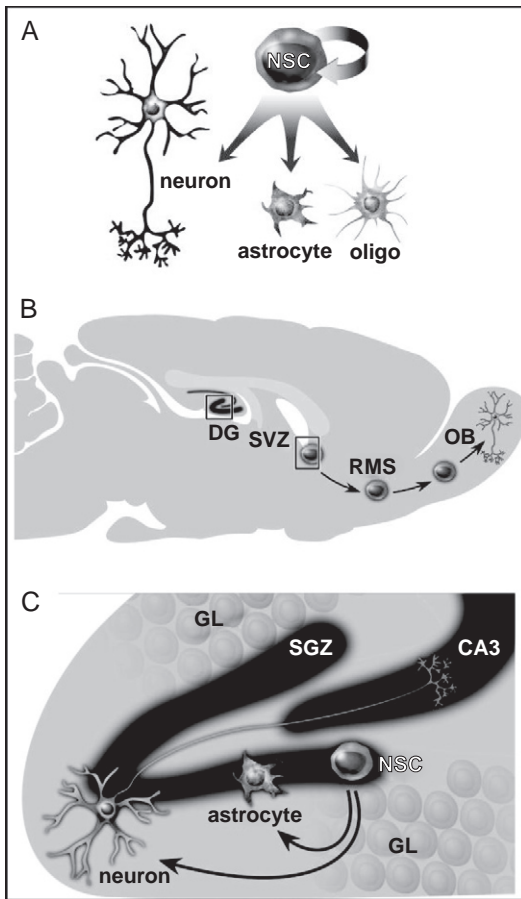 A
NSC
neuron
astrocyte oligo
B
DG
SVZ
RMS
OB
C
GL
SGZ
CA3
NSC
astrocyte
GL
neuron